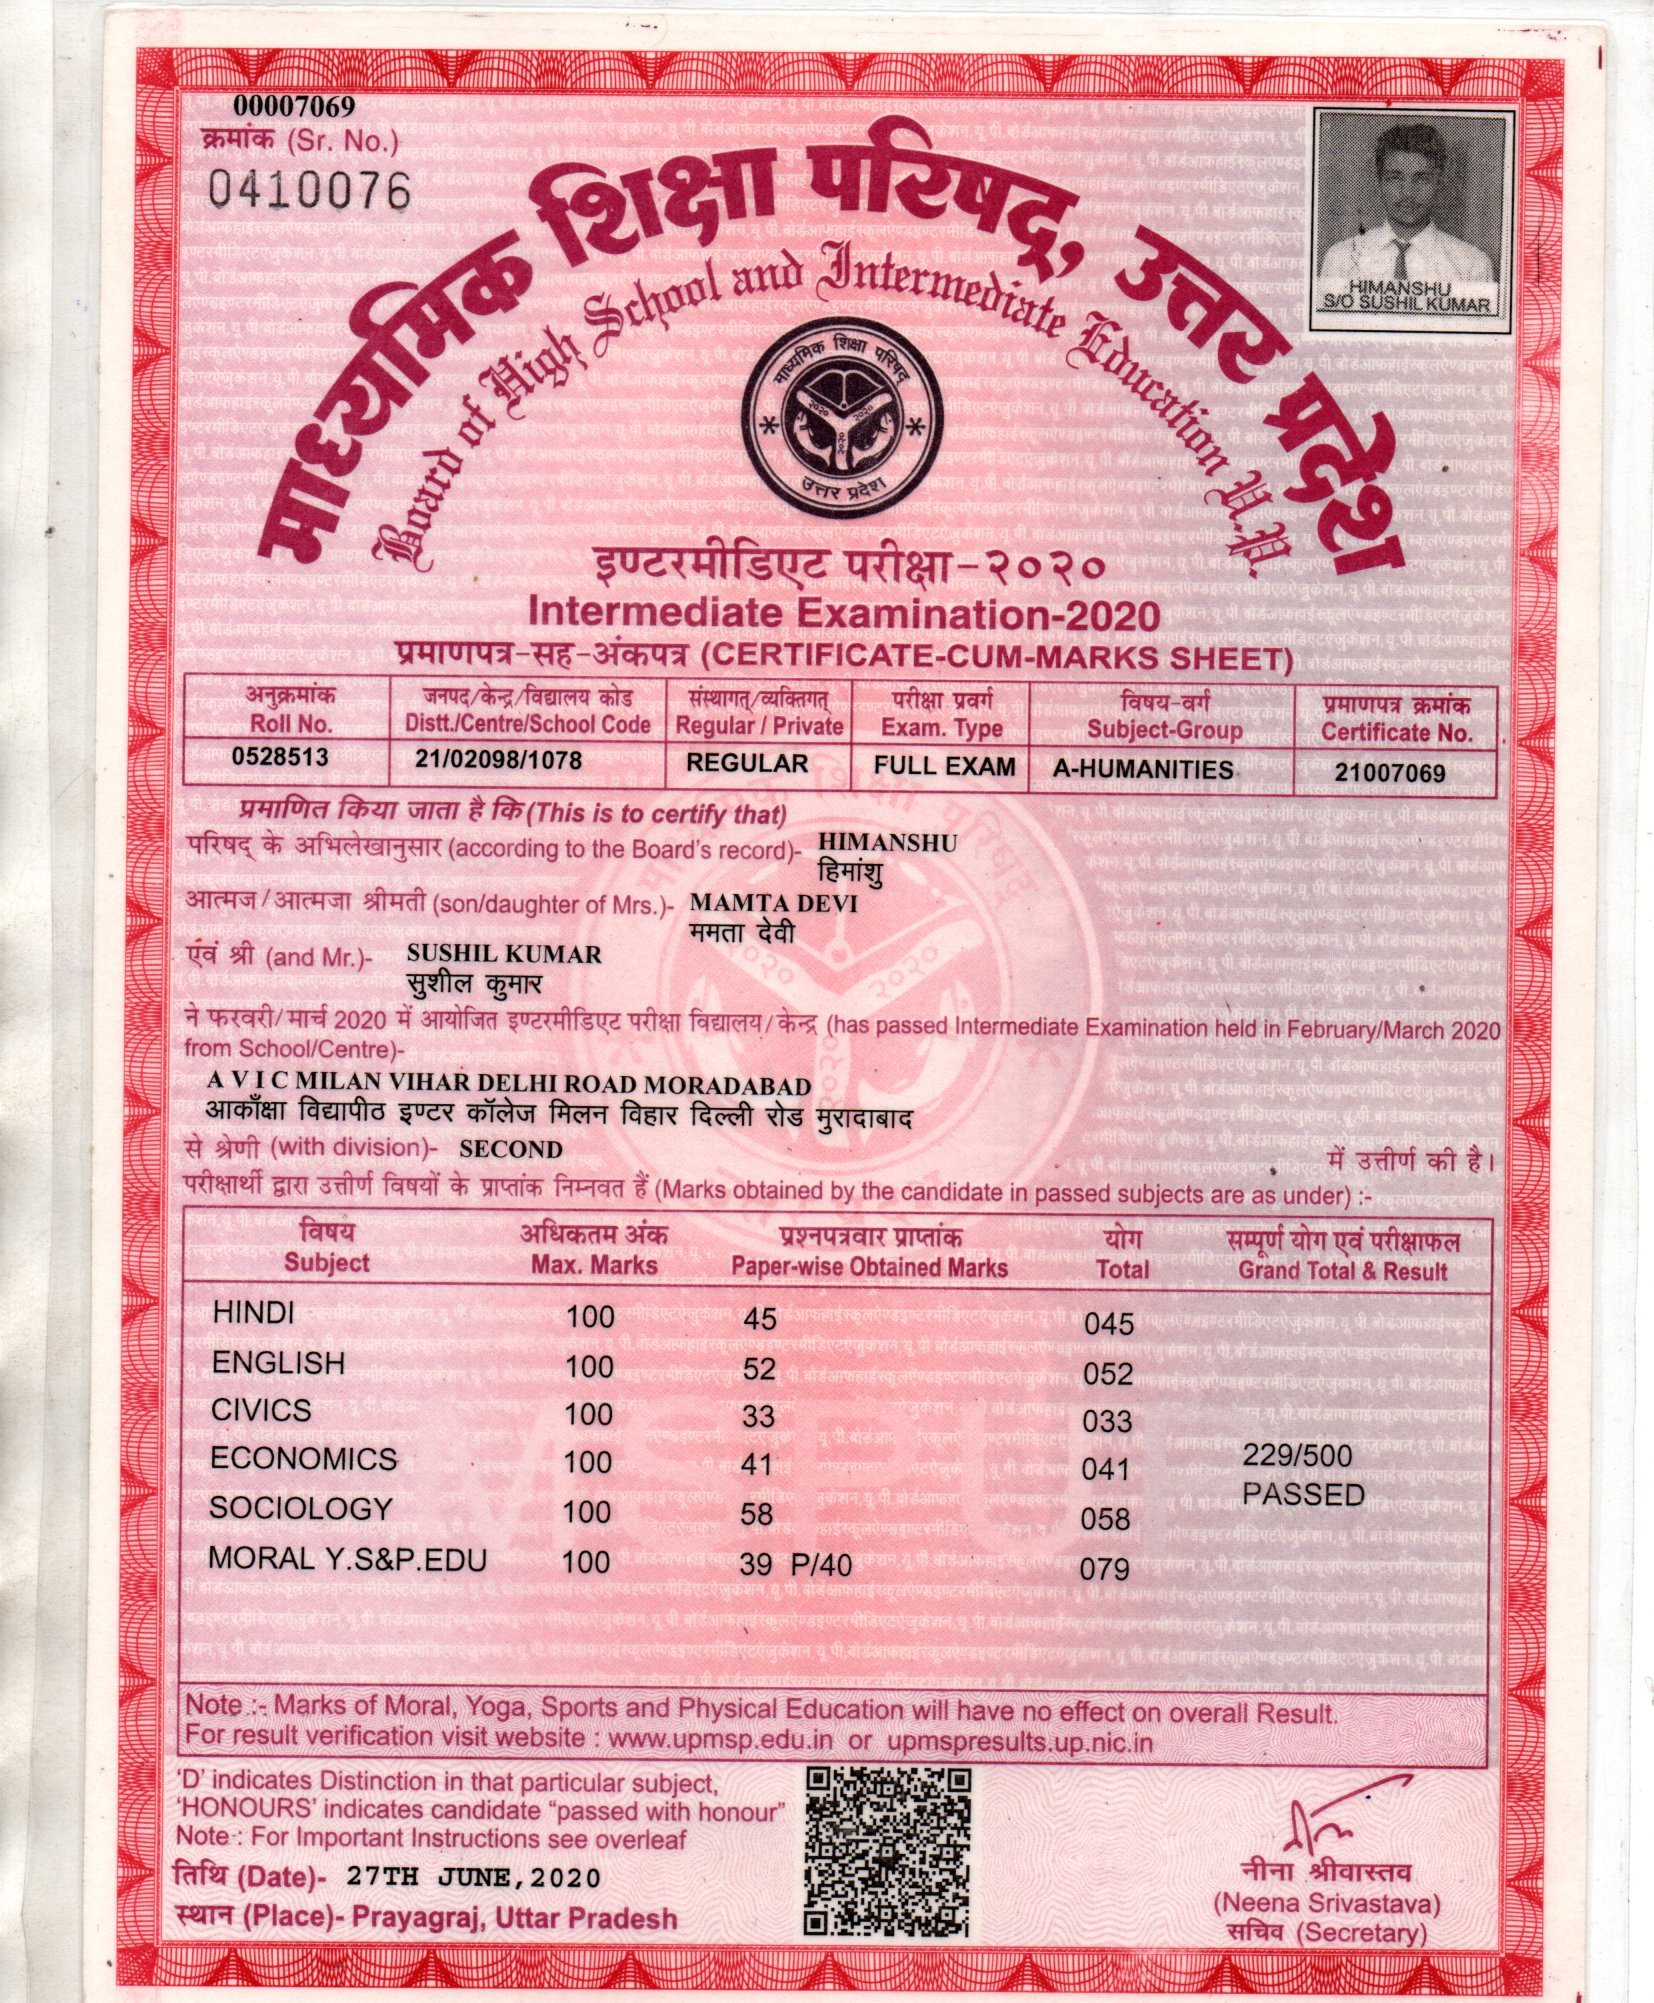 00007069
क्रमांक (Sr. No.)
0410076
माध्यमिक शिक्षा परिषद्, उत्तर प्रदेश
Board of High School and Intermediate Education U.P.
माध्यमिक शिक्षा परिषद्
२०२० २०२०
२०२०
उत्तर प्रदेश
HIMANSHU
S/O SUSHIL KUMAR
इण्टरमीडिएट परीक्षा-२०२०
Intermediate Examination-2020
प्रमाणपत्र-सह-अंकपत्र (CERTIFICATE-CUM-MARKS SHEET)
अनुक्रमांक जनपद/केन्द्र/विद्यालय कोड संस्थागत्/व्यक्तिगत् परीक्षा प्रवर्ग विषय-वर्ग प्रमाणपत्र क्रमांक
Roll No. Distt./Centre/School Code Regular / Private Exam. Type Subject-Group Certificate No.
0528513 21/02098/1078 REGULAR FULL EXAM A-HUMANITIES 21007069
प्रमाणित किया जाता है कि (This is to certify that)
परिषद् के अभिलेखानुसार (according to the Board's record)- HIMANSHU
हिमांशु
आत्मज/आत्मजा श्रीमती (son/daughter of Mrs.)- MAMTA DEVI
ममता देवी
एवं श्री (and Mr.)- SUSHIL KUMAR
सुशील कुमार
ने फरवरी/मार्च 2020 में आयोजित इण्टरमीडिएट परीक्षा विद्यालय/केन्द्र (has passed Intermediate Examination held in February/March 2020
from School/Centre)-
A V I C MILAN VIHAR DELHI ROAD MORADABAD
आकाँक्षा विद्यापीठ इण्टर कॉलेज मिलन विहार दिल्ली रोड मुरादाबाद
से श्रेणी (with division)- SECOND में उत्तीर्ण की है।
परीक्षार्थी द्वारा उत्तीर्ण विषयों के प्राप्तांक निम्नवत हैं (Marks obtained by the candidate in passed subjects are as under) :-
विषय अधिकतम अंक प्रश्नपत्रवार प्राप्तांक योग सम्पूर्ण योग एवं परीक्षाफल
Subject Max. Marks Paper-wise Obtained Marks Total Grand Total & Result
HINDI 100 45 045
ENGLISH 100 52 052
CIVICS 100 33 033
ECONOMICS 100 41 041 229/500
PASSED
SOCIOLOGY 100 58 058
MORAL Y.S&P.EDU 100 39 P/40 079
Note :- Marks of Moral, Yoga, Sports and Physical Education will have no effect on overall Result.
For result verification visit website : www.upmsp.edu.in or upmspresults.up.nic.in
'D' indicates Distinction in that particular subject,
'HONOURS' indicates candidate "passed with honour"
Note : For Important Instructions see overleaf
तिथि (Date)- 27TH JUNE,2020
स्थान (Place)- Prayagraj, Uttar Pradesh
नीना श्रीवास्तव
(Neena Srivastava)
सचिव (Secretary)